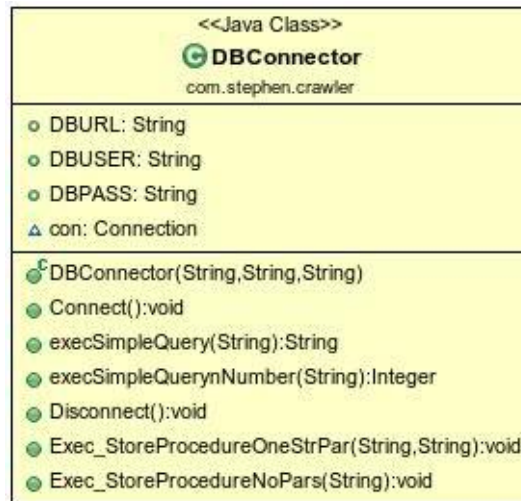 <<Java Class>>
C DBConnector
com.stephen.crawler
DBURL: String
DBUSER: String
DBPASS: String
con: Connection
C DBConnector(String,String,String)
Connect():void
execSimpleQuery(String):String
execSimpleQuerynNumber(String):Integer
Disconnect():void
Exec_StoreProcedureOneStrPar(String,String):void
Exec_StoreProcedureNoPars(String):void